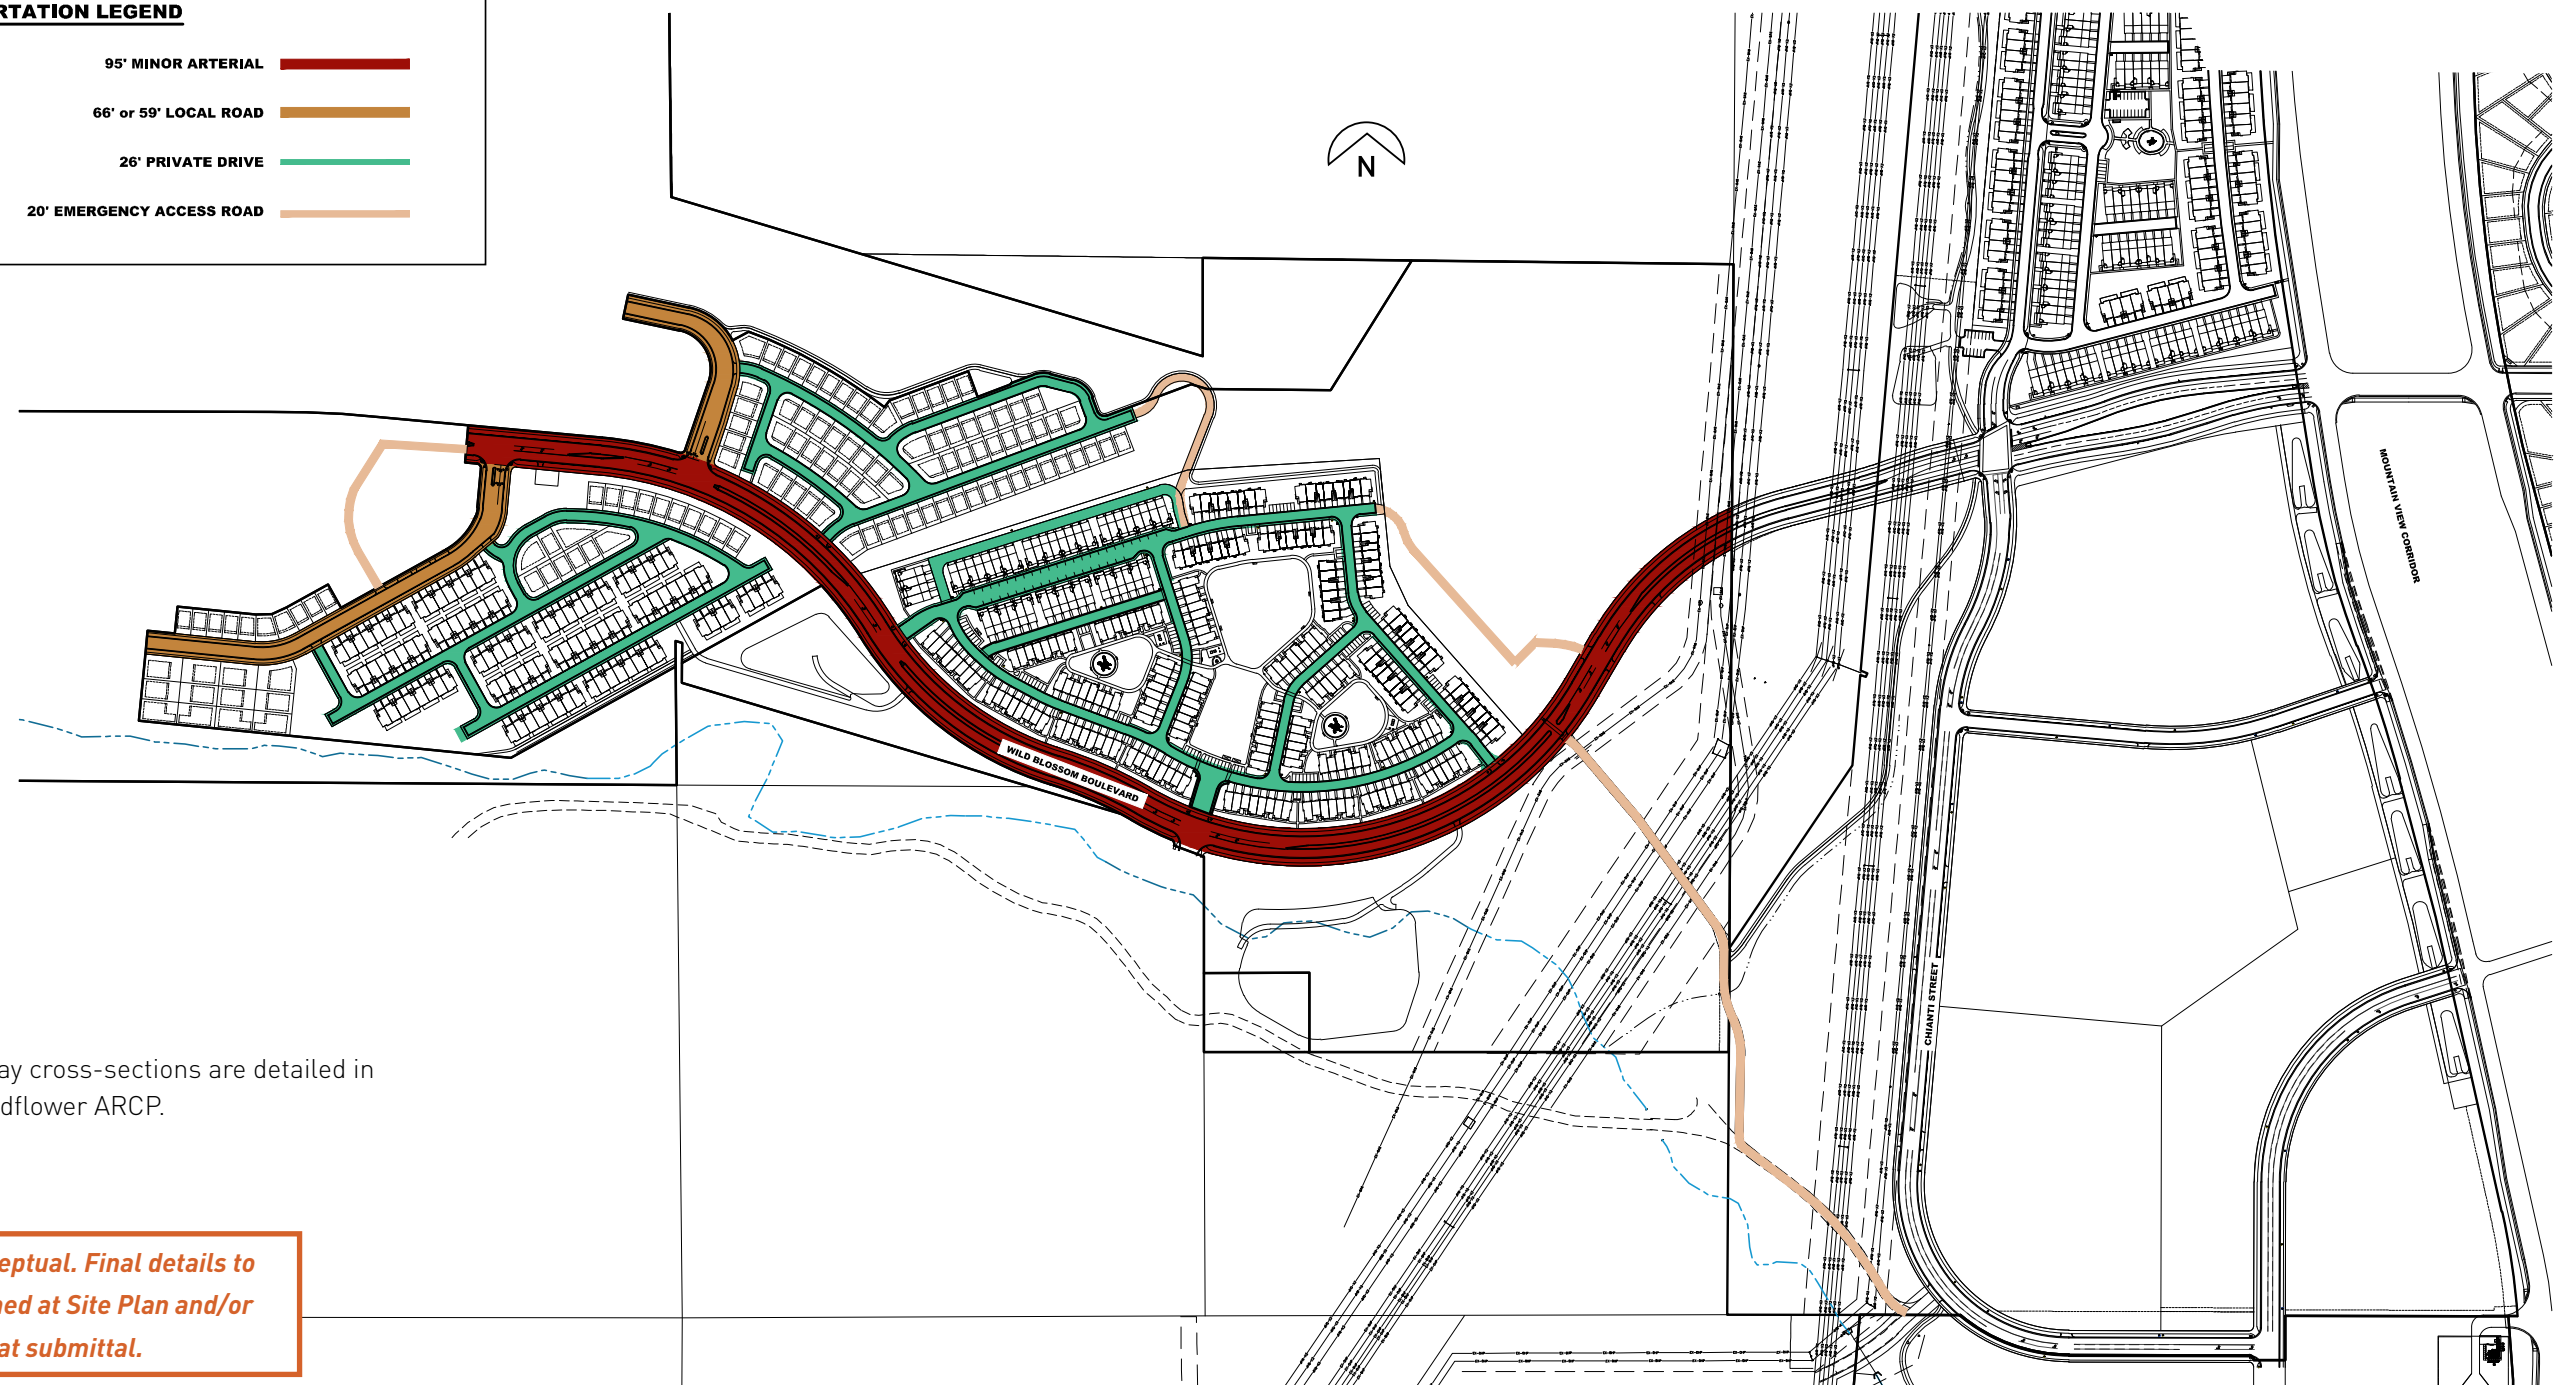 RTATION LEGEND
95' MINOR ARTERIAL
66' or 59' LOCAL ROAD
26' PRIVATE DRIVE
20' EMERGENCY ACCESS ROAD
N
MOUNTAIN VIEW CORRIDOR
WILD BLOSSOM BOULEVARD
CHIANTI STREET
ay cross-sections are detailed in
dflower ARCP.
eptual. Final details to
ned at Site Plan and/or
at submittal.